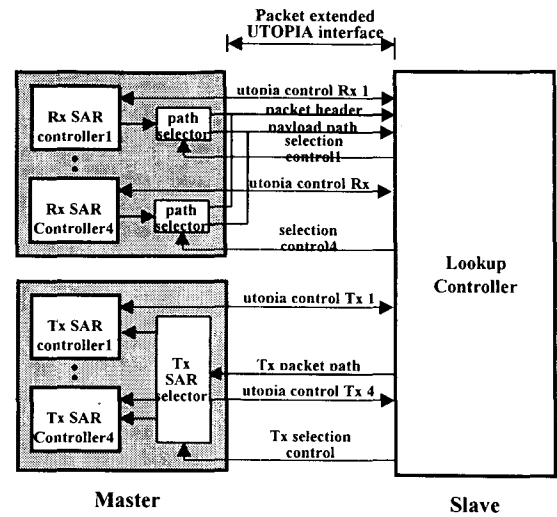 Packet extended
UTOPIA interface
utopia control Rx 1
packet header
payload path
selection
control1
Rx SAR
controller1
path
selector
utopia control Rx
Rx SAR
Controller4
path
selector
selection
control4
Lookup
Controller
utopia control Tx 1
Tx SAR
controller1
Tx packet path
Tx
SAR
selector
utopia control Tx 4
Tx SAR
Controller4
Tx selection
control
Master
Slave